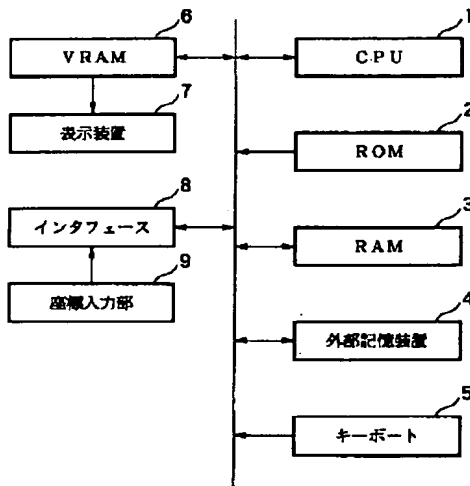 6
VRAM
7
表示装置
8
インタフェース
9
座標入力部
1
CPU
2
ROM
3
RAM
4
外部記憶装置
5
キーボート